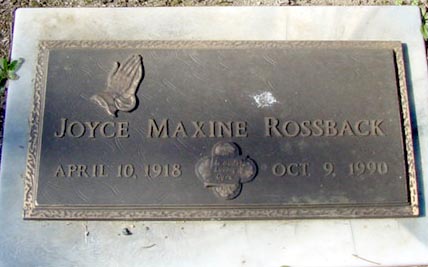 JOYCE MAXINE ROSSBACK
APRIL 10, 1918 OCT. 9, 1990